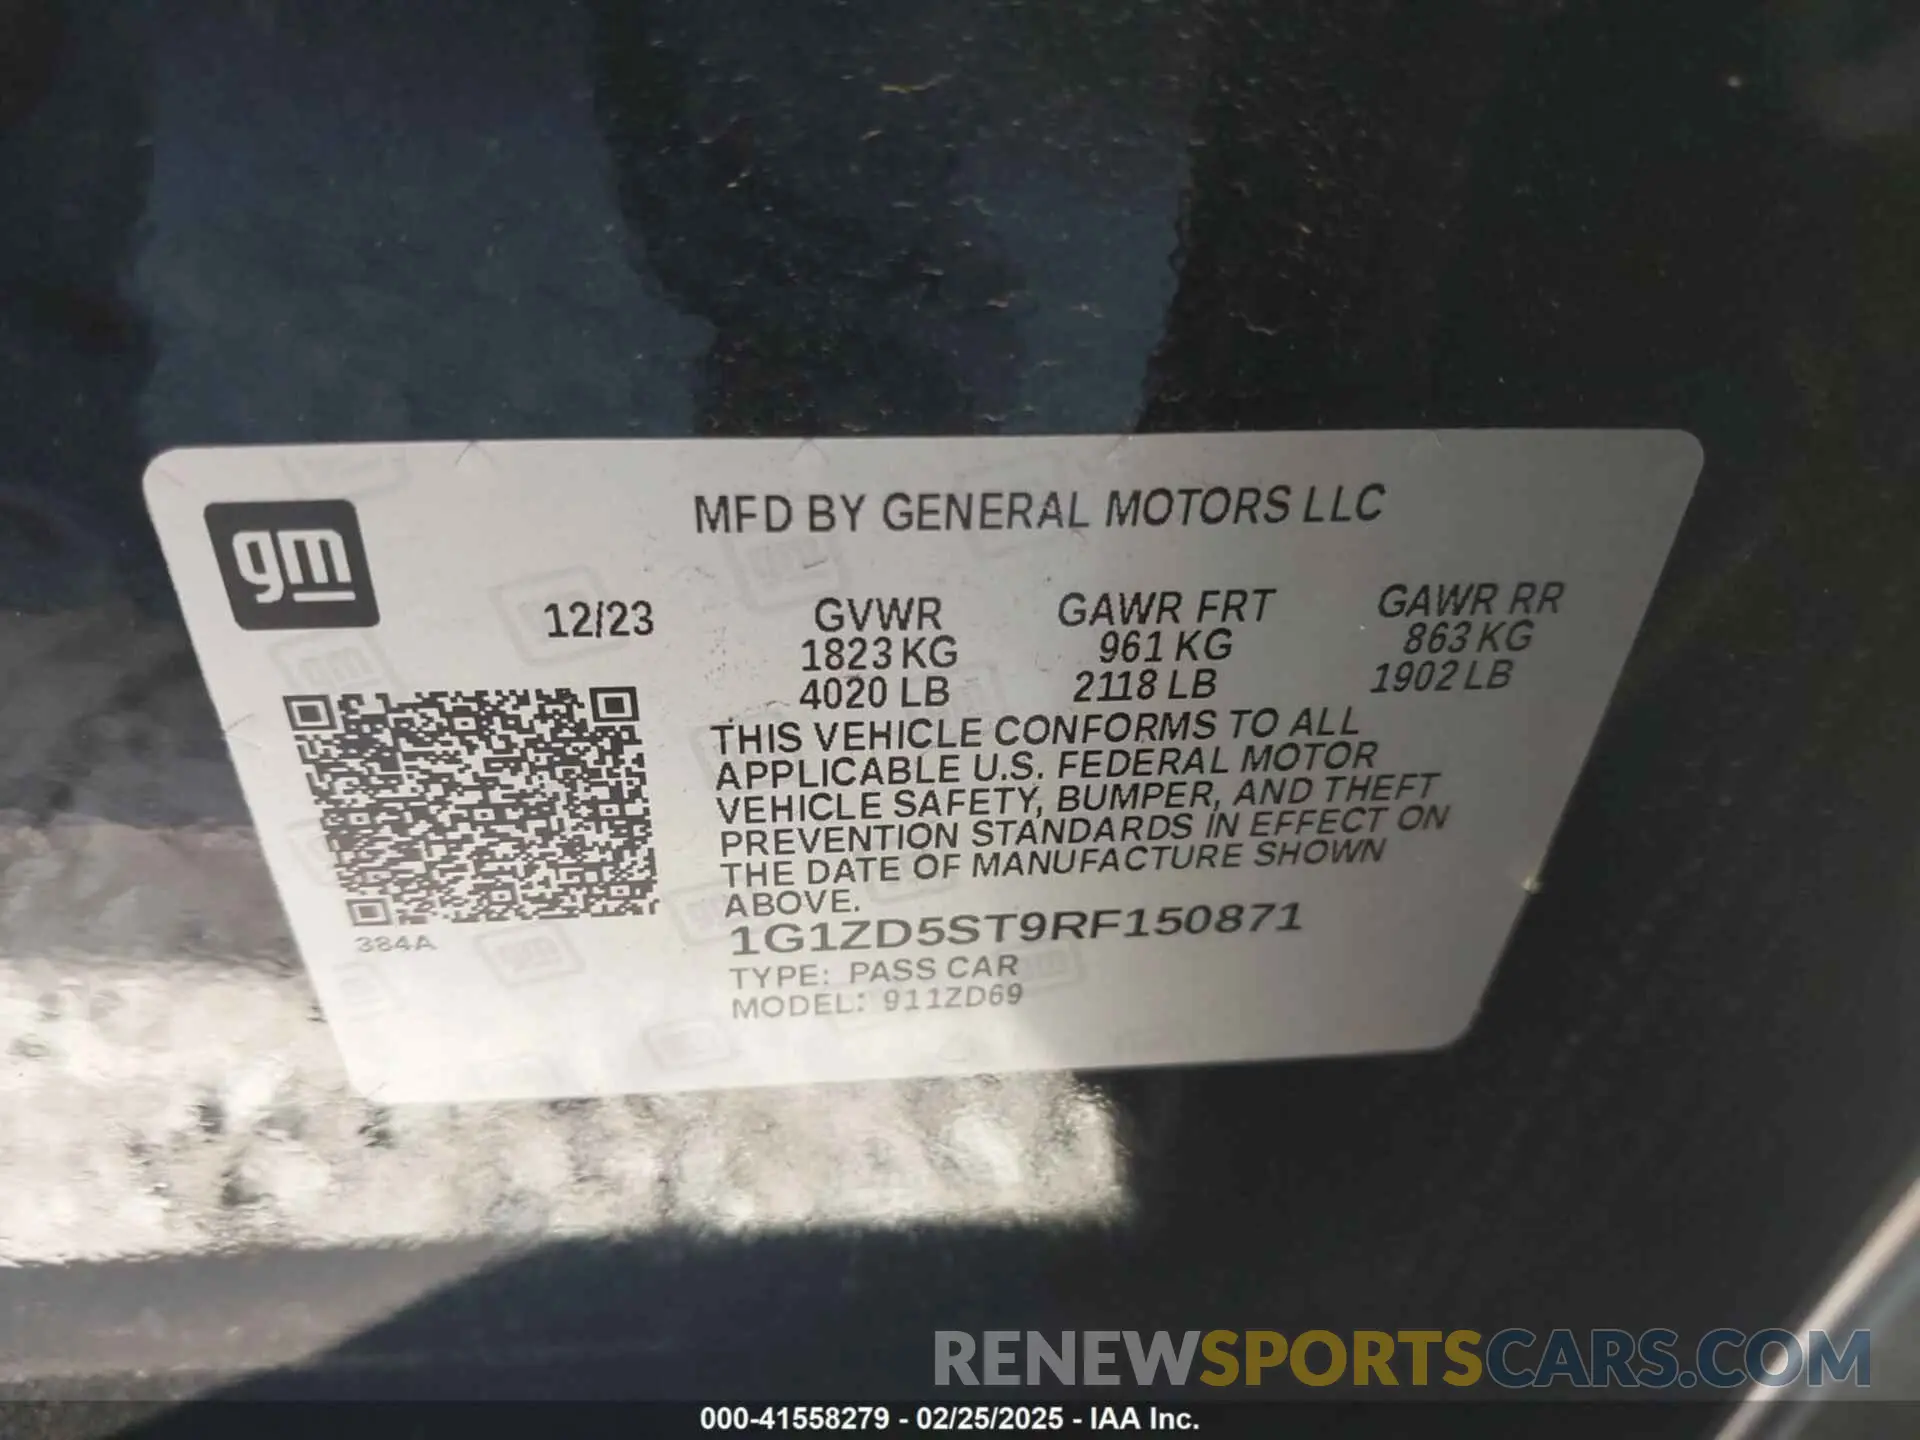 MFD BY GENERAL MOTORS LLC
gm
12/23 GVWR GAWR FRT GAWR RR
1823 KG 961 KG 863 KG
4020 LB 2118 LB 1902 LB
THIS VEHICLE CONFORMS TO ALL
APPLICABLE U.S. FEDERAL MOTOR
VEHICLE SAFETY, BUMPER, AND THEFT
PREVENTION STANDARDS IN EFFECT ON
THE DATE OF MANUFACTURE SHOWN
ABOVE.
384A
1G1ZD5ST9RF150871
TYPE: PASS CAR
MODEL: 911ZD69
RENEWSPORTSCARS.COM
000-41558279 - 02/25/2025 - IAA Inc.